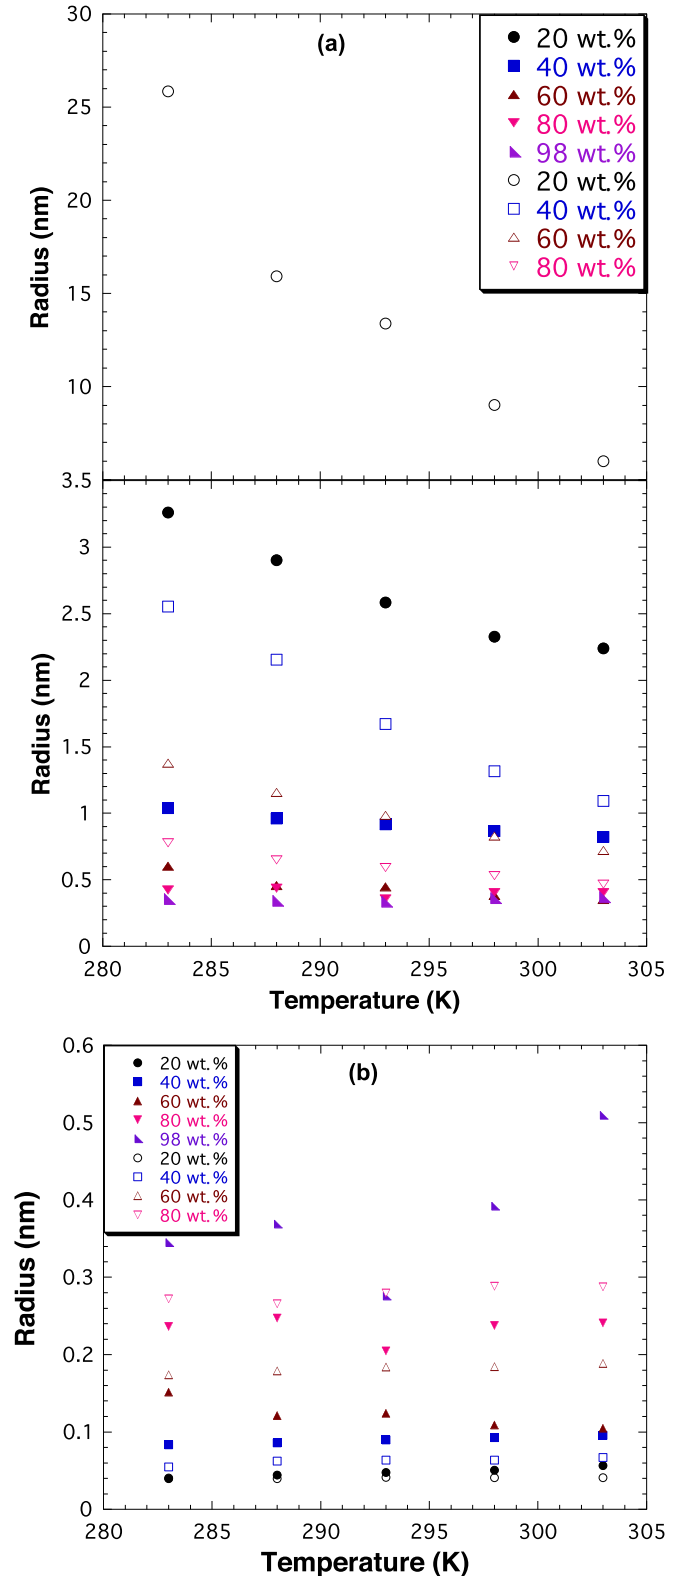 30
(a)
20 wt.%
40 wt.%
60 wt.%
80 wt.%
98 wt.%
20 wt.%
40 wt.%
60 wt.%
80 wt.%
25
20
15
10
Radius (nm)
3.5
3
2.5
2
1.5
1
0.5
0
Radius (nm)
280 285 290 295 300 305
Temperature (K)
0.6
(b)
20 wt.%
40 wt.%
60 wt.%
80 wt.%
98 wt.%
20 wt.%
40 wt.%
60 wt.%
80 wt.%
0.5
0.4
0.3
0.2
0.1
0
Radius (nm)
280 285 290 295 300 305
Temperature (K)